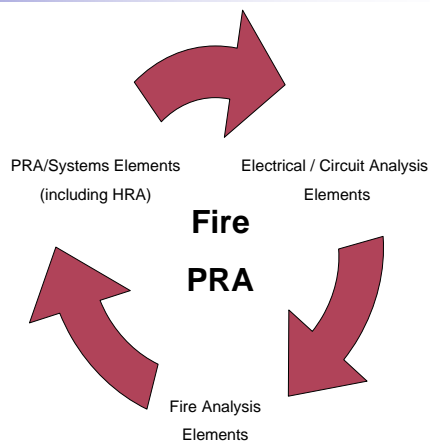 PRA/Systems Elements
(including HRA)
Electrical / Circuit Analysis
Elements
Fire
PRA
Fire Analysis
Elements